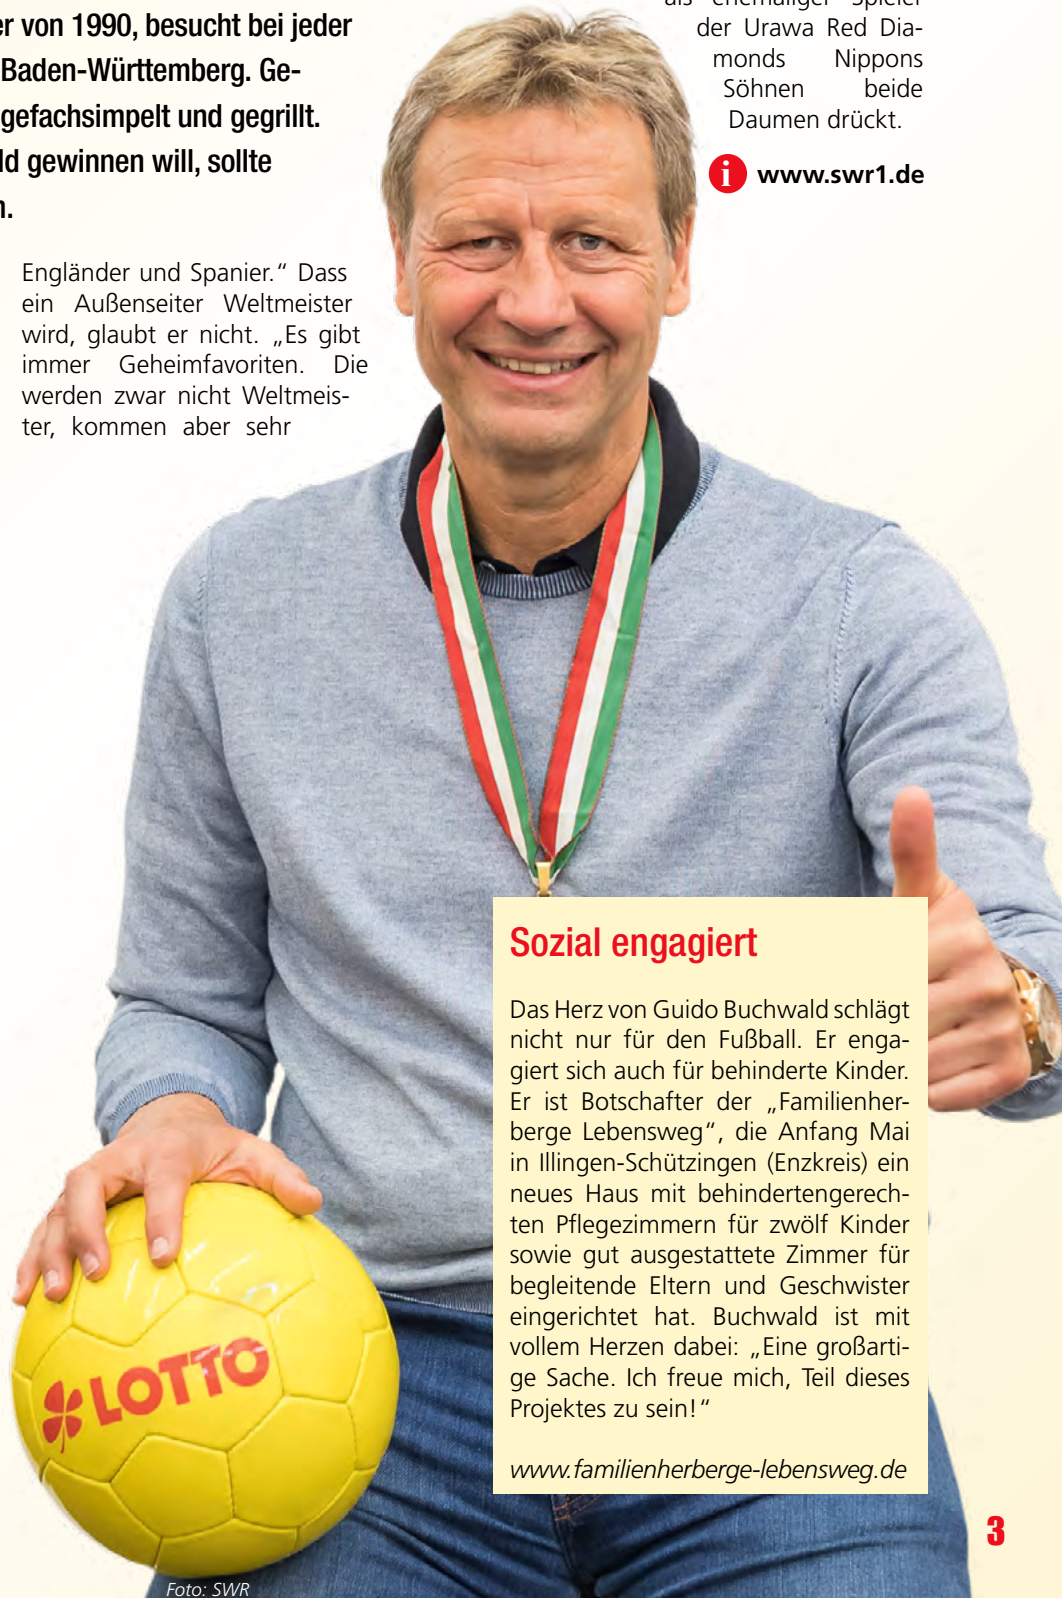 er von 1990, besucht bei jeder
Baden-Württemberg. Ge-
gefachsimpelt und gegrillt.
ld gewinnen will, sollte
n.
Engländer und Spanier.“ Dass
ein Außenseiter Weltmeister
wird, glaubt er nicht. „Es gibt
immer Geheimfavoriten. Die
werden zwar nicht Weltmeis-
ter, kommen aber sehr
als ehemaliger Spieler
der Urawa Red Dia-
monds Nippons
Söhnen beide
Daumen drückt.
i www.swr1.de
Sozial engagiert
Das Herz von Guido Buchwald schlägt
nicht nur für den Fußball. Er enga-
giert sich auch für behinderte Kinder.
Er ist Botschafter der „Familienher-
berge Lebensweg“, die Anfang Mai
in Illingen-Schützingen (Enzkreis) ein
neues Haus mit behindertengerech-
ten Pflegezimmern für zwölf Kinder
sowie gut ausgestattete Zimmer für
begleitende Eltern und Geschwister
eingerichtet hat. Buchwald ist mit
vollem Herzen dabei: „Eine großarti-
ge Sache. Ich freue mich, Teil dieses
Projektes zu sein!“
www.familienherberge-lebensweg.de
LOTTO
Foto: SWR
3